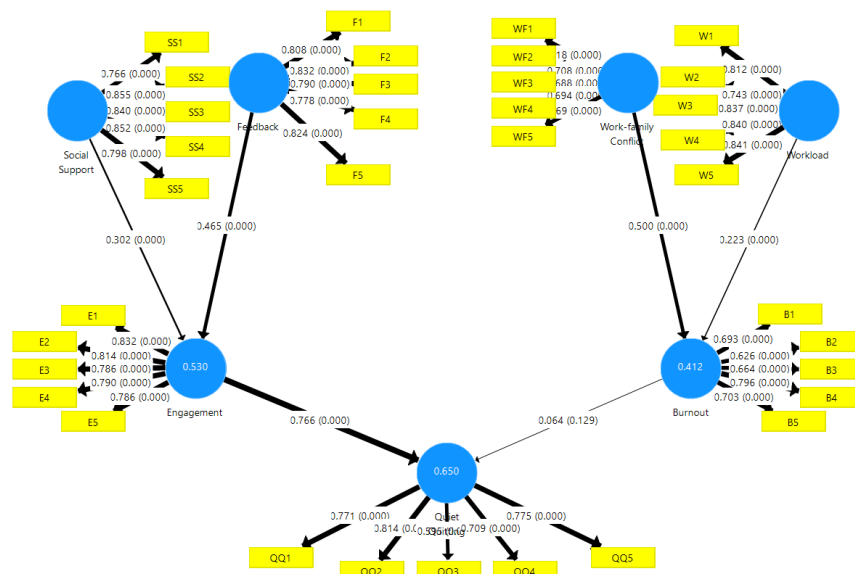 SS1
0.766 (0.000)
SS2
0.855 (0.000)
SS3
0.840 (0.000)
SS4
0.852 (0.000)
SS5
0.798 (0.000)
Social
Support
F1
0.808 (0.000)
F2
0.832 (0.000)
F3
0.790 (0.000)
F4
0.778 (0.000)
F5
0.824 (0.000)
Feedback
WF1
WF2
0.708 (0.000)
WF3
WF4
0.694 (0.000)
WF5
Work-family
Conflict
W1
0.812 (0.000)
W2
0.743 (0.000)
W3
0.837 (0.000)
W4
0.840 (0.000)
W5
0.841 (0.000)
Workload
0.302 (0.000)
0.465 (0.000)
0.500 (0.000)
0.223 (0.000)
E1
0.832 (0.000)
E2
0.814 (0.000)
E3
0.786 (0.000)
E4
0.790 (0.000)
E5
0.786 (0.000)
0.530
Engagement
B1
0.693 (0.000)
B2
0.626 (0.000)
B3
0.664 (0.000)
B4
0.796 (0.000)
B5
0.703 (0.000)
0.412
Burnout
0.766 (0.000)
0.064 (0.129)
0.650
Quiet
Quitting
0.771 (0.000)
0.709 (0.000)
0.775 (0.000)
QQ1
QQ2
QQ3
QQ4
QQ5